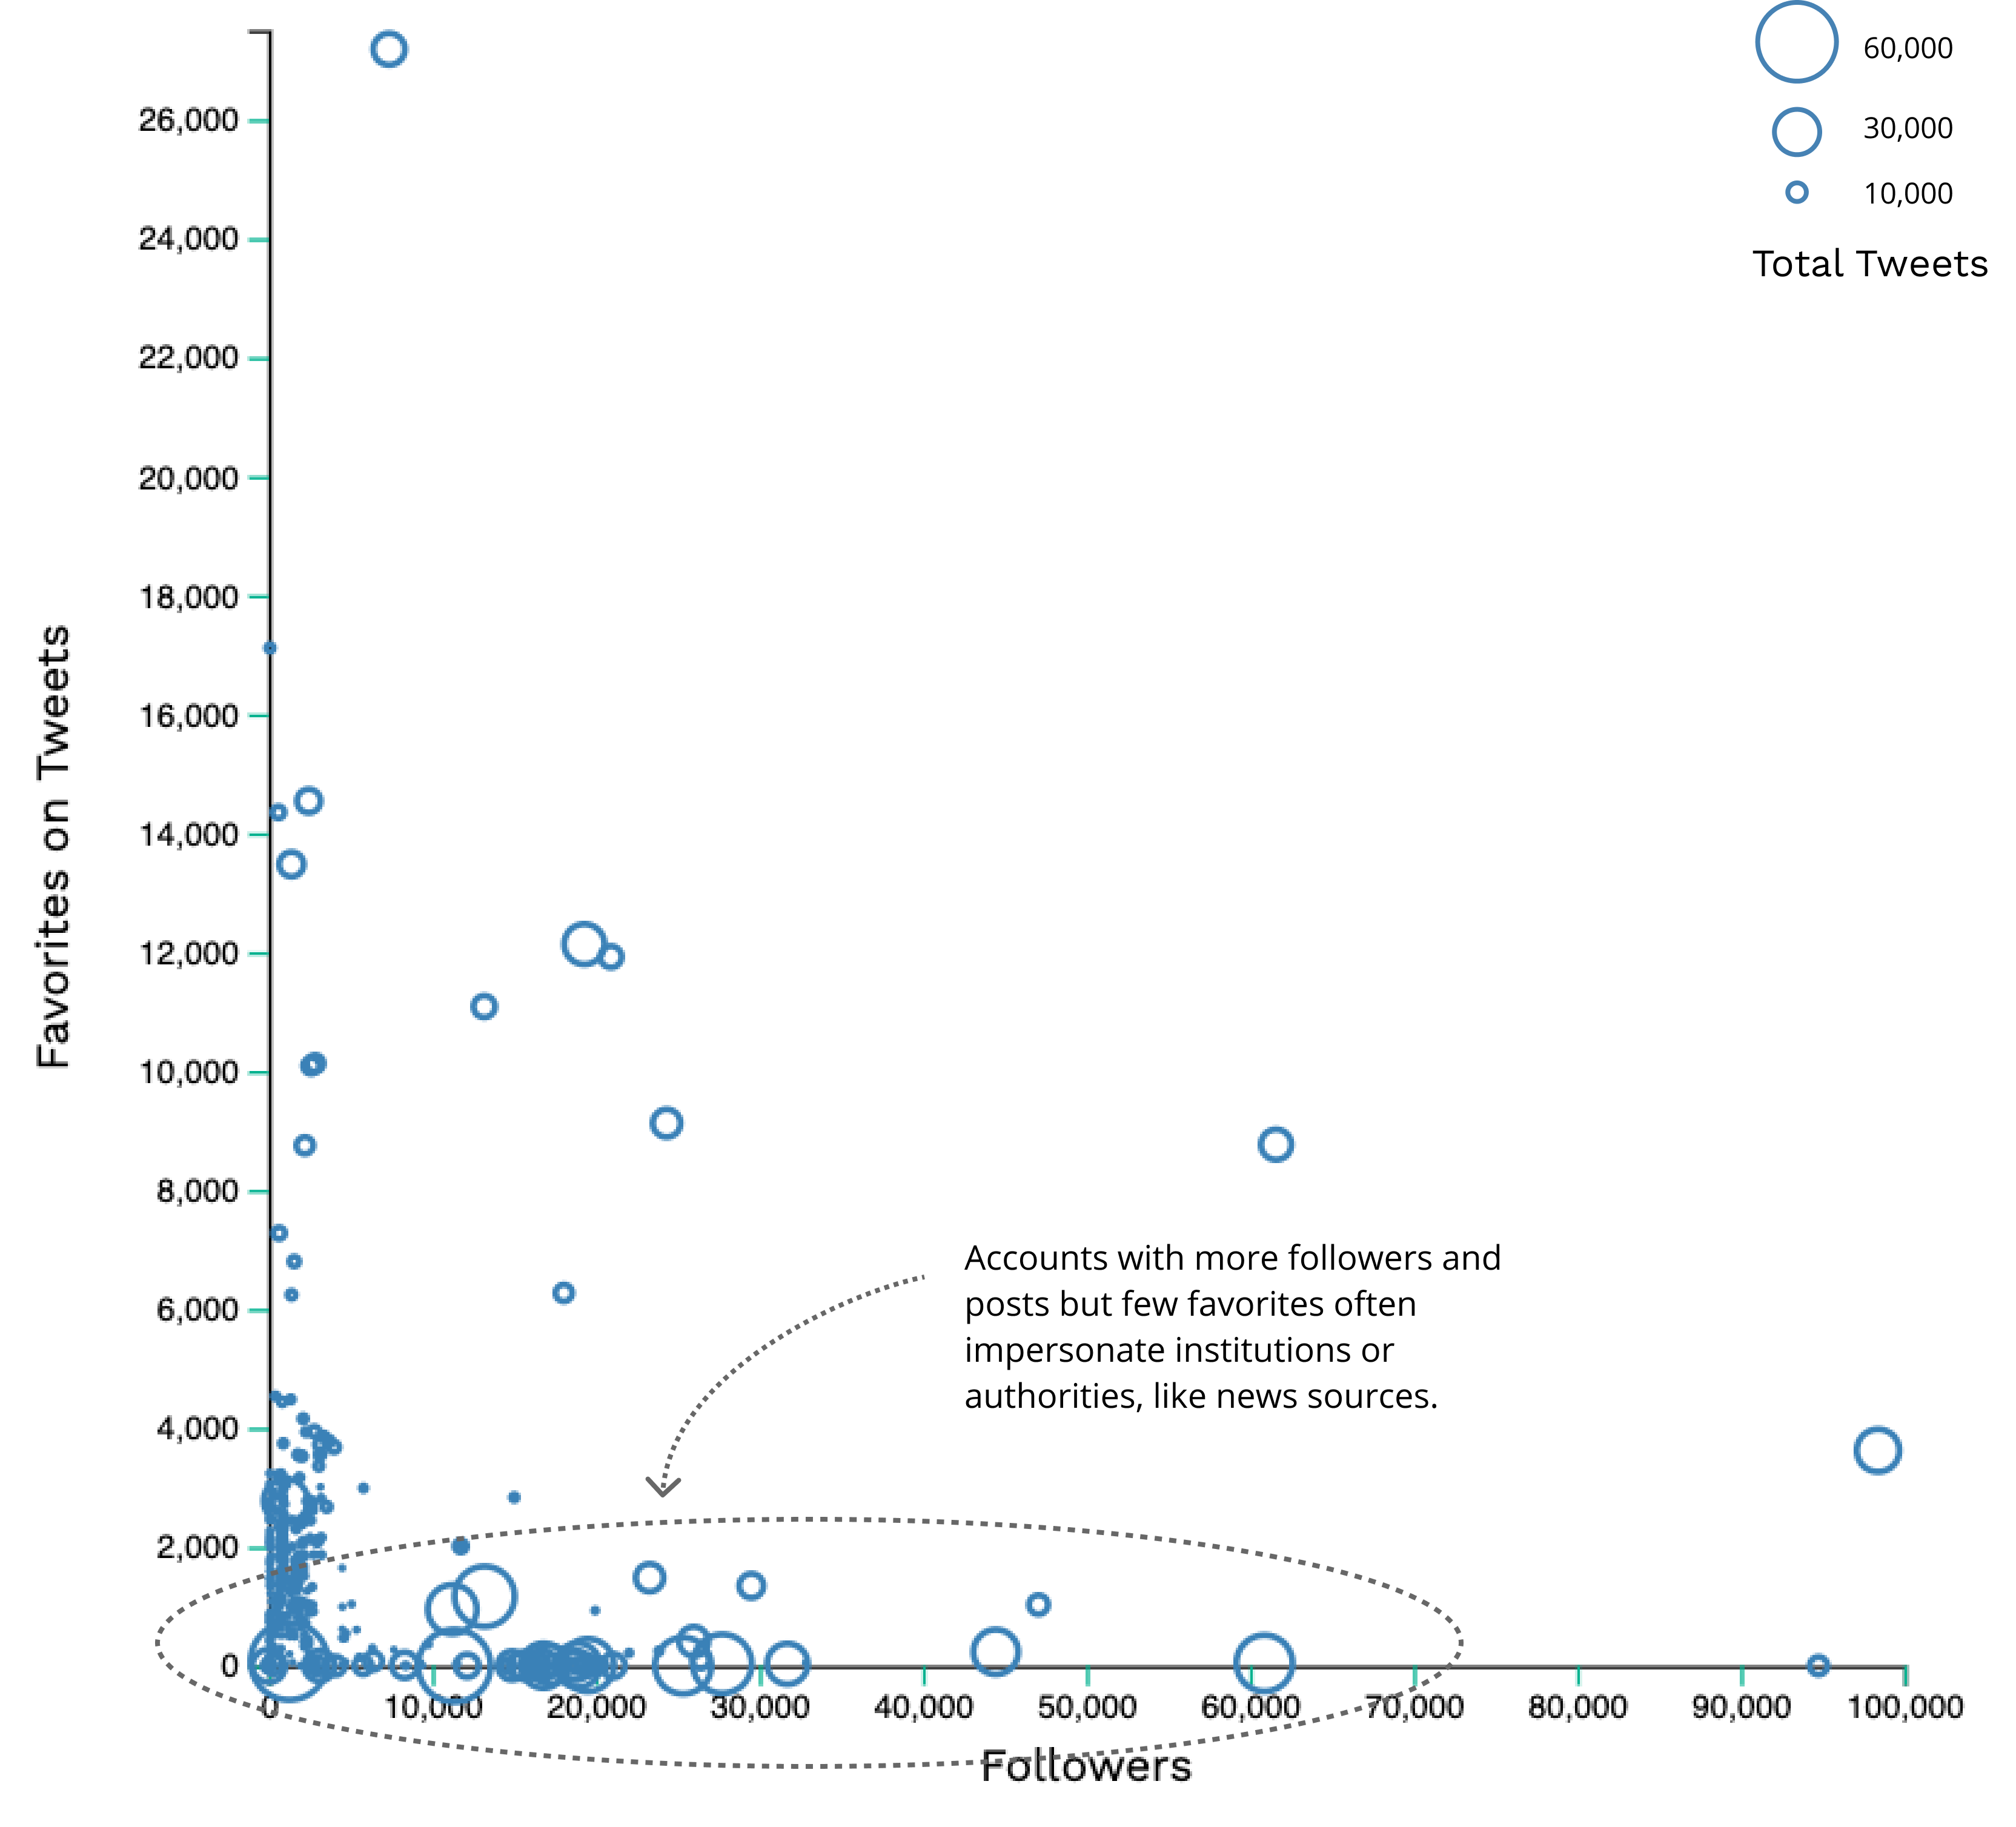 60,000
30,000
10,000
Total Tweets
26,000
24,000
22,000
20,000
18,000
16,000
14,000
12,000
10,000
8,000
6,000
4,000
2,000
0
Favorites on Tweets
Accounts with more followers and
posts but few favorites often
impersonate institutions or
authorities, like news sources.
0 10,000 20,000 30,000 40,000 50,000 60,000 70,000 80,000 90,000 100,000
Followers